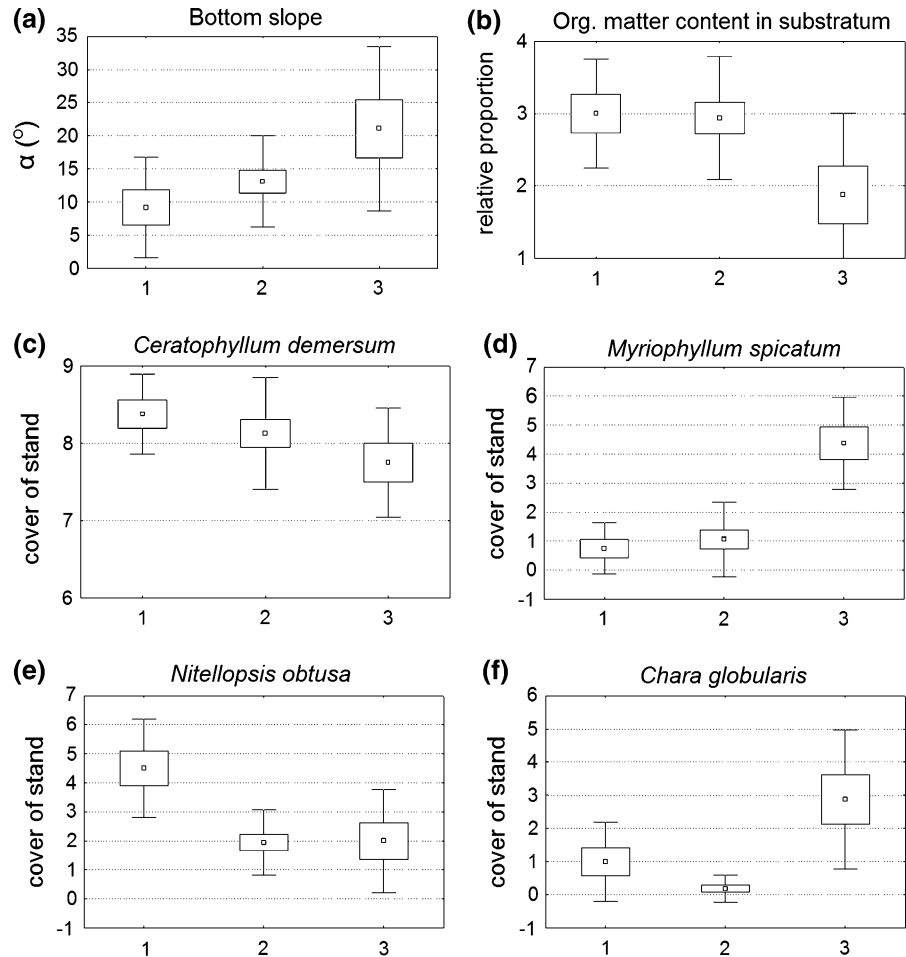 (a) Bottom slope
α (°)
35
30
25
20
15
10
5
0
1 2 3
(b) Org. matter content in substratum
relative proportion
4
3
2
1
1 2 3
(c) Ceratophyllum demersum
cover of stand
9
8
7
6
1 2 3
(d) Myriophyllum spicatum
cover of stand
7
6
5
4
3
2
1
0
-1
1 2 3
(e) Nitellopsis obtusa
cover of stand
7
6
5
4
3
2
1
0
-1
1 2 3
(f) Chara globularis
cover of stand
6
5
4
3
2
1
0
-1
1 2 3